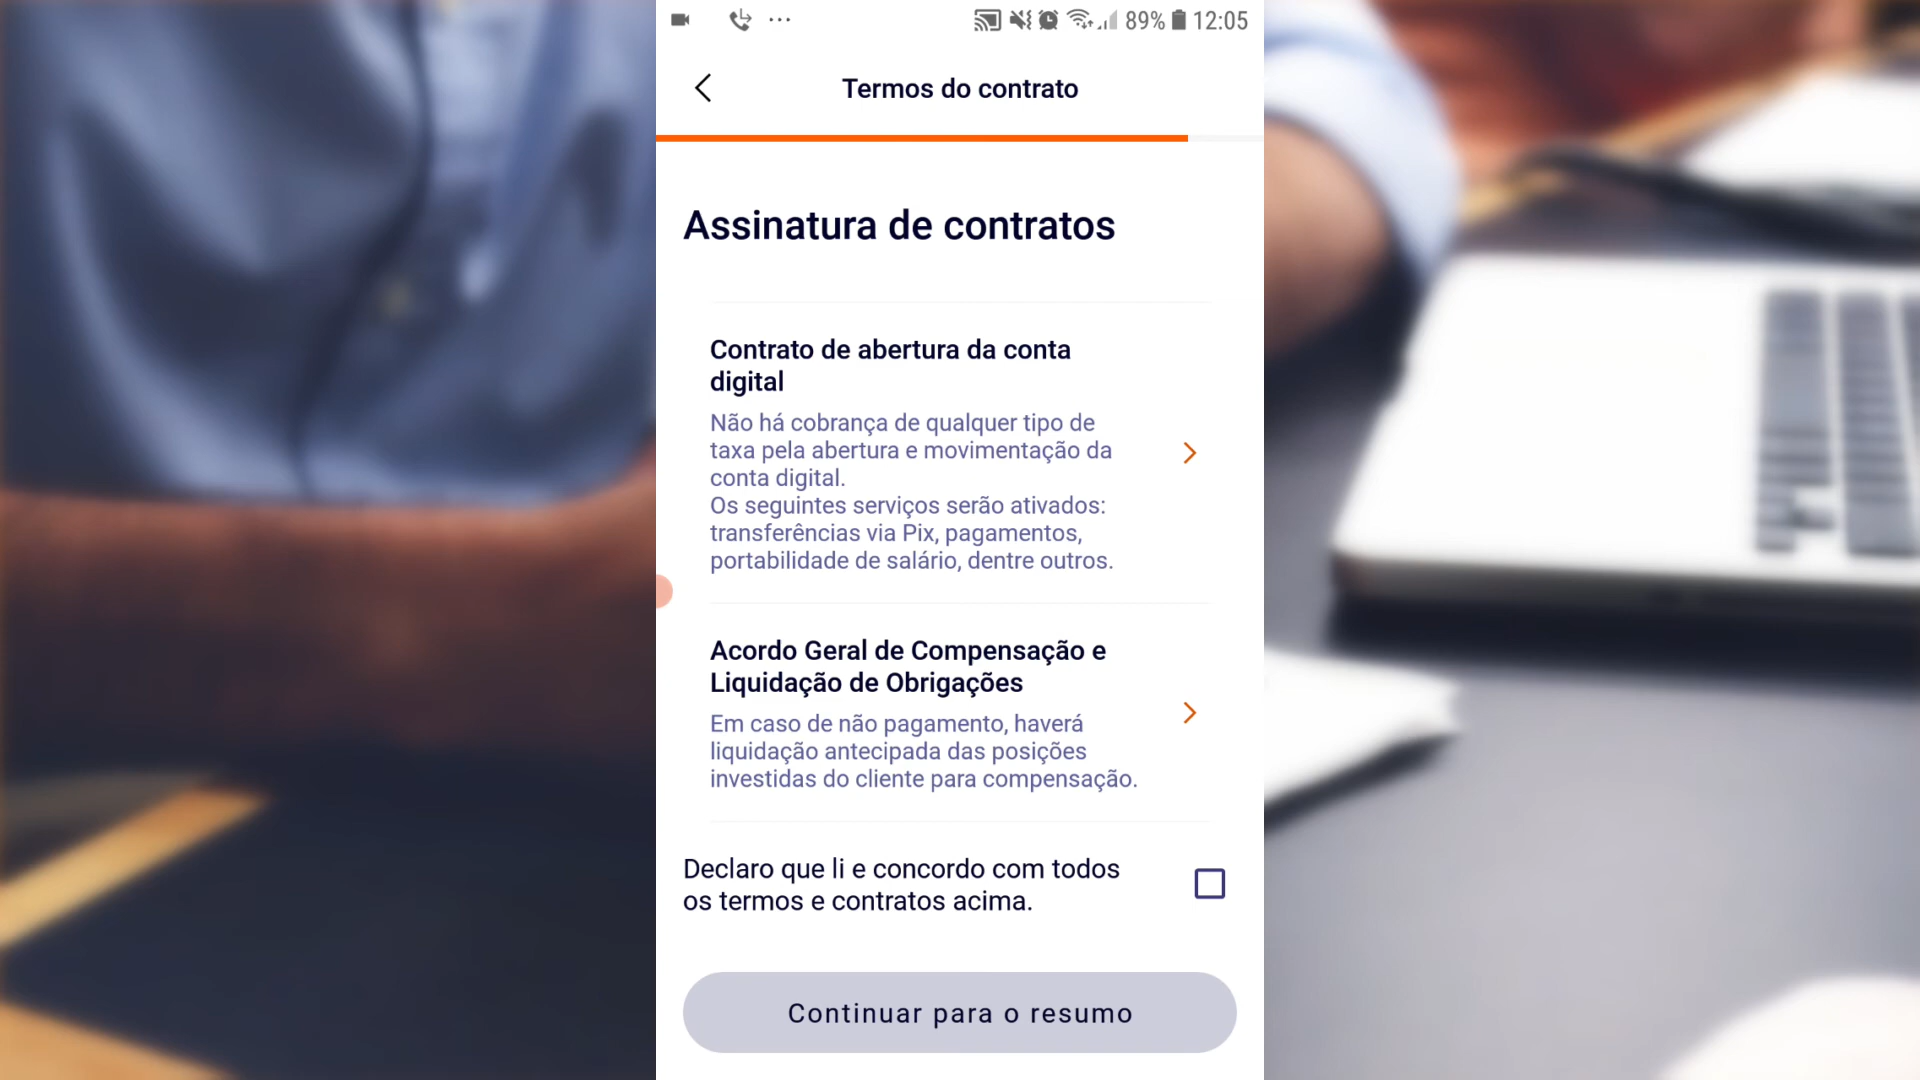 89% 12:05
Termos do contrato
Assinatura de contratos
Contrato de abertura da conta
digital
Não há cobrança de qualquer tipo de
taxa pela abertura e movimentação da
conta digital.
Os seguintes serviços serão ativados:
transferências via Pix, pagamentos,
portabilidade de salário, dentre outros.
Acordo Geral de Compensação e
Liquidação de Obrigações
Em caso de não pagamento, haverá
liquidação antecipada das posições
investidas do cliente para compensação.
Declaro que li e concordo com todos
os termos e contratos acima.
Continuar para o resumo